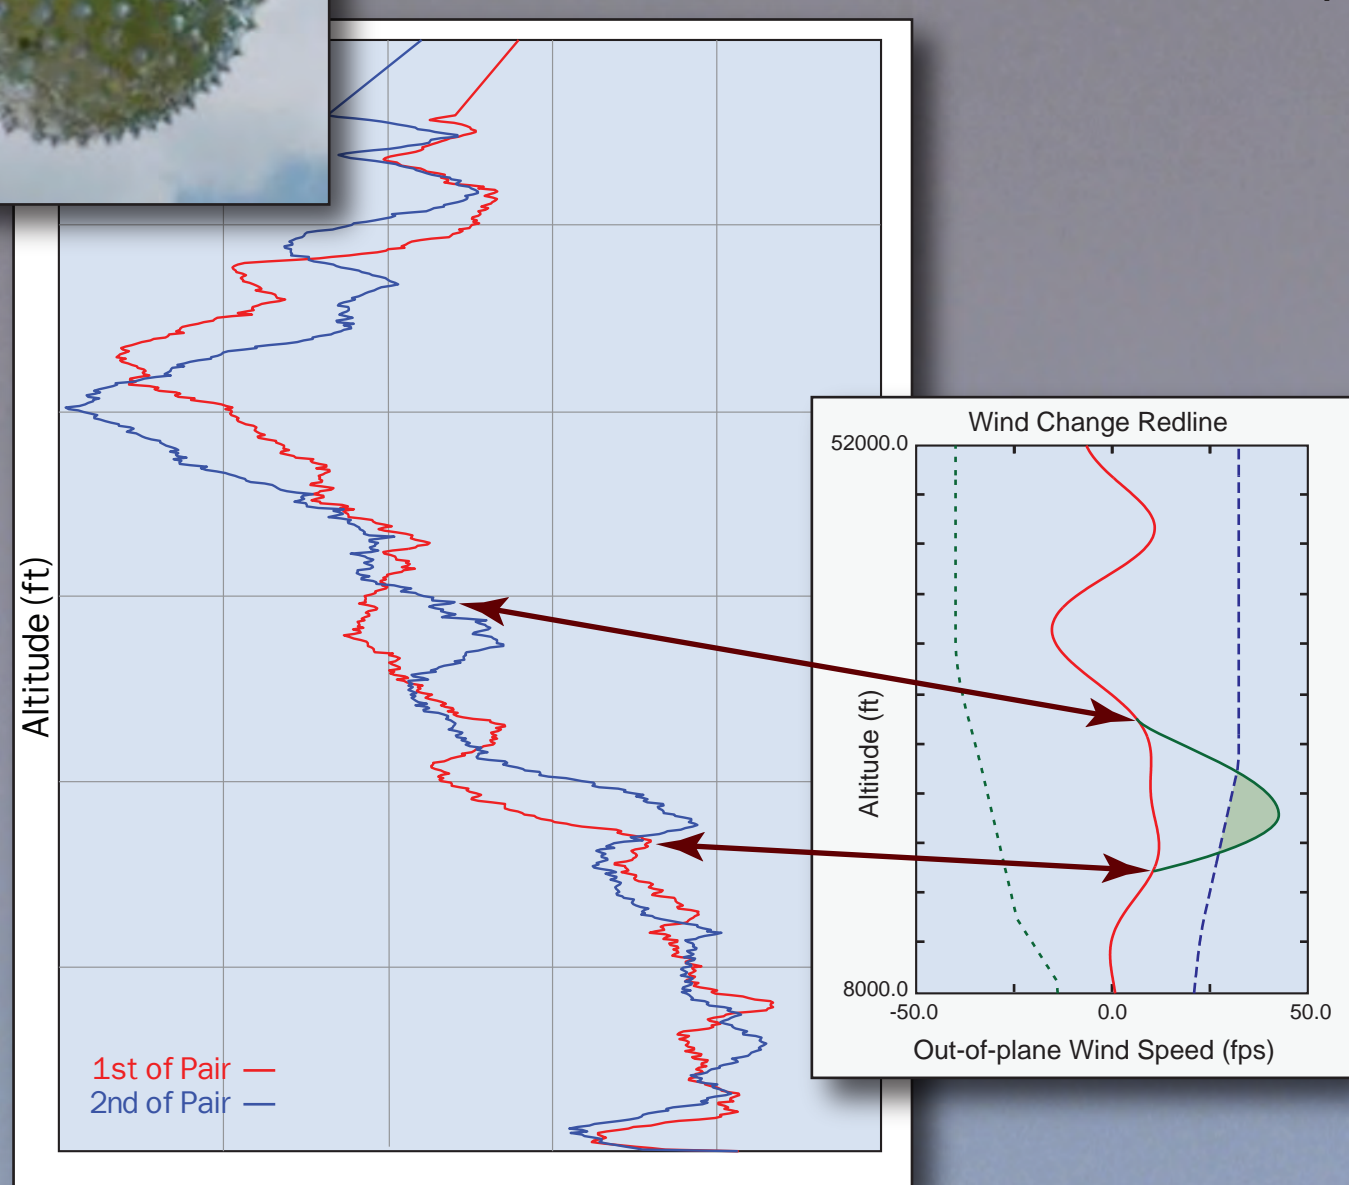 Altitude (ft)
1st of Pair
2nd of Pair
Wind Change Redline
52000.0
Altitude (ft)
8000.0
-50.0
0.0
50.0
Out-of-plane Wind Speed (fps)